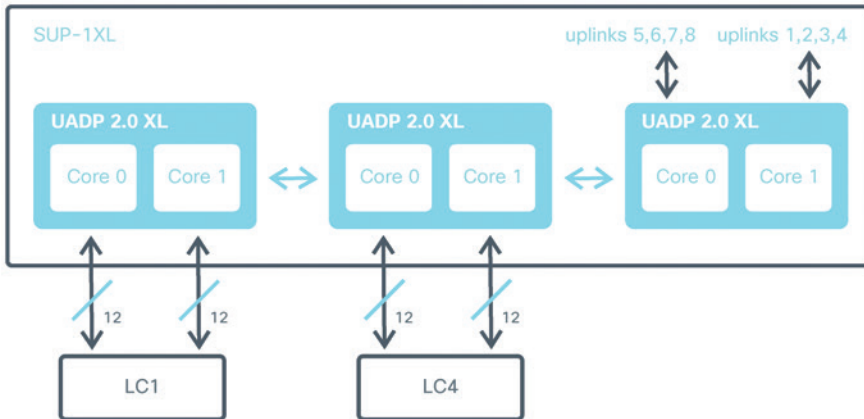 SUP-1XL
uplinks 5,6,7,8 uplinks 1,2,3,4
UADP 2.0 XL UADP 2.0 XL UADP 2.0 XL
Core 0 Core 1 Core 0 Core 1 Core 0 Core 1
12 12 12 12
LC1 LC4